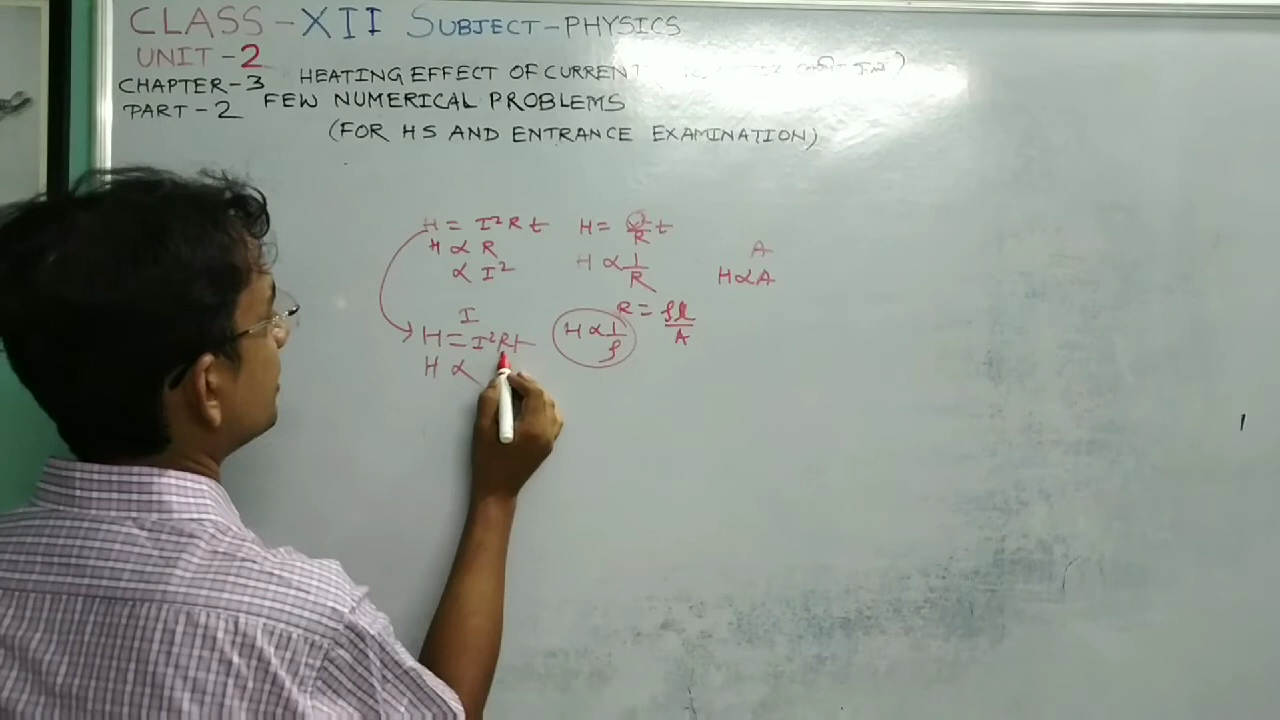 CLASS-XII SUBJECT-PHYSICS
UNIT-2
CHAPTER-3 HEATING EFFECT OF CURRENT
PART-2 FEW NUMERICAL PROBLEMS
(FOR HS AND ENTRANCE EXAMINATION)
H = I²Rt
H ∝ R
∝ I²
I
H = I²Rt
H ∝
H = V²/R t
H ∝ 1/R
R = ρl/A
H ∝ 1/ρ
A
H∝A